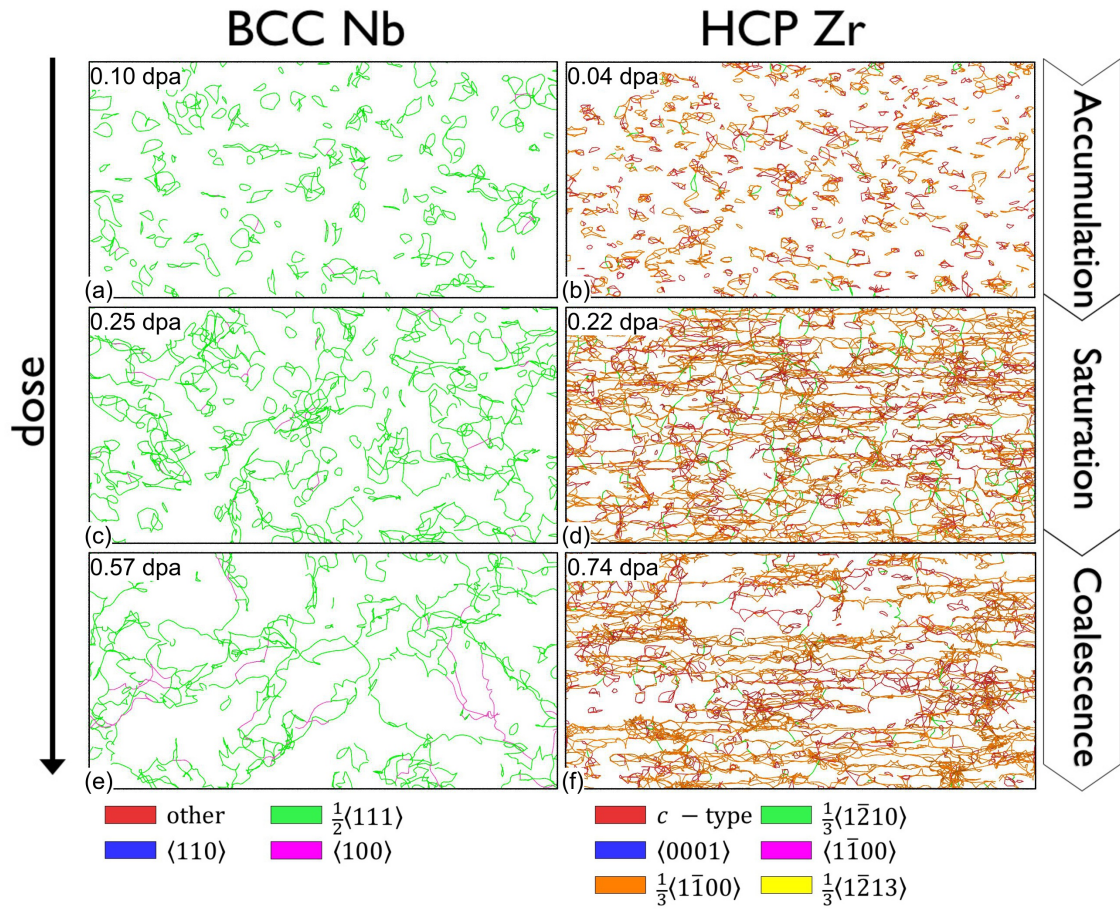 BCC Nb
HCP Zr
dose
0.10 dpa
(a)
0.04 dpa
(b)
Accumulation
0.25 dpa
(c)
0.22 dpa
(d)
Saturation
0.57 dpa
(e)
0.74 dpa
(f)
Coalescence
other
½⟨111⟩
⟨110⟩
⟨100⟩
c – type
⅓⟨12̄10⟩
⟨0001⟩
⟨11̄00⟩
⅓⟨11̄00⟩
⅓⟨12̄13⟩